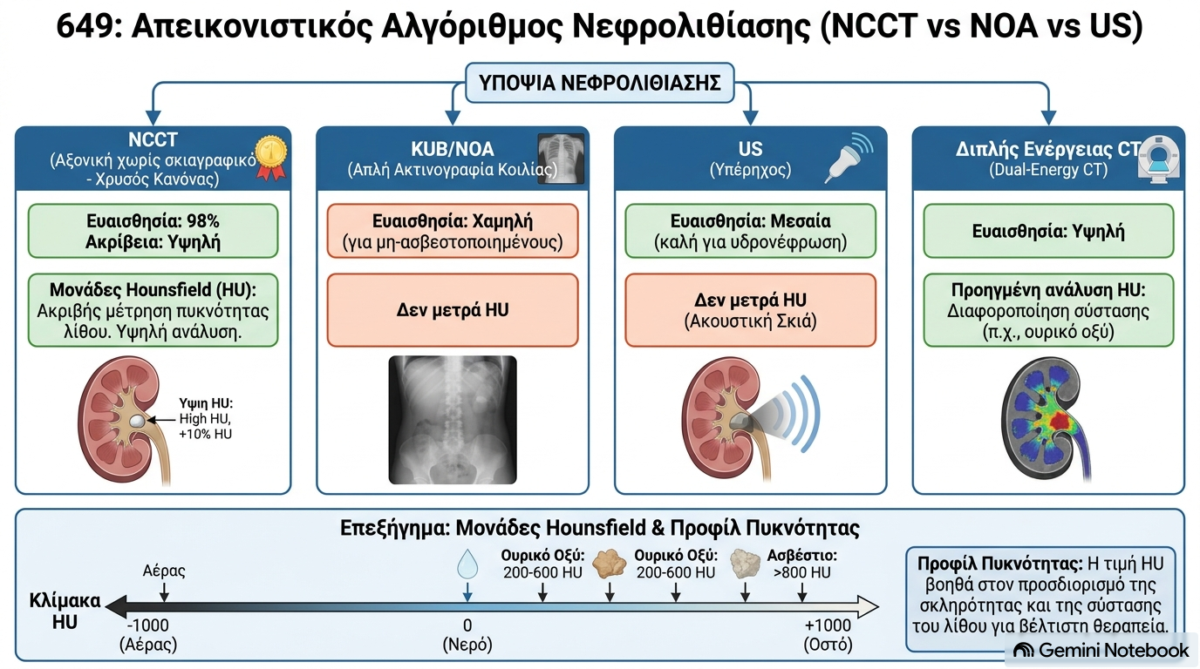 649: Απεικονιστικός Αλγόριθμος Νεφρολιθίασης (NCCT vs NOA vs US)
ΥΠΟΨΙΑ ΝΕΦΡΟΛΙΘΙΑΣΗΣ
NCCT
(Αξονική χωρίς σκιαγραφικό
- Χρυσός Κανόνας)
Ευαισθησία: 98%
Ακρίβεια: Υψηλή
Μονάδες Hounsfield (HU):
Ακριβής μέτρηση πυκνότητας
λίθου. Υψηλή ανάλυση.
Υψιη HU:
High HU,
+10% HU
KUB/NOA
(Απλή Ακτινογραφία Κοιλίας)
Ευαισθησία: Χαμηλή
(για μη-ασβεστοποιημένους)
Δεν μετρά HU
US
(Υπέρηχος)
Ευαισθησία: Μεσαία
(καλή για υδρονέφρωση)
Δεν μετρά HU
(Ακουστική Σκιά)
Διπλής Ενέργειας CT
(Dual-Energy CT)
Ευαισθησία: Υψηλή
Προηγμένη ανάλυση HU:
Διαφοροποίηση σύστασης
(π.χ., ουρικό οξύ)
Επεξήγημα: Μονάδες Hounsfield & Προφίλ Πυκνότητας
Κλίμακα
HU
Αέρας
-1000
(Αέρας)
0
(Νερό)
Ουρικό Οξύ:
200-600 HU
Ουρικό Οξύ:
200-600 HU
Ασβέστιο:
>800 HU
+1000
(Οστό)
Προφίλ Πυκνότητας: Η τιμή HU
βοηθά στον προσδιορισμό της
σκληρότητας και της σύστασης
του λίθου για βέλτιστη θεραπεία.
Gemini Notebook